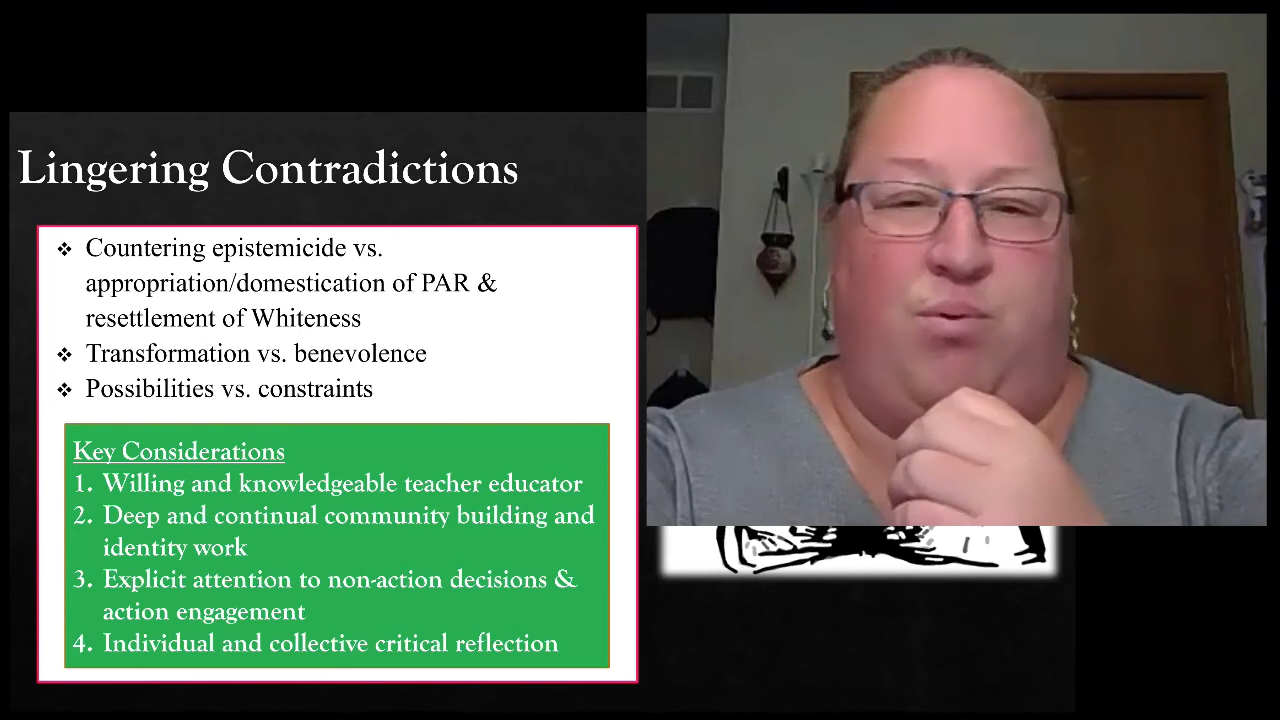 Lingering Contradictions
❖ Countering epistemicide vs.
appropriation/domestication of PAR &
resettlement of Whiteness
❖ Transformation vs. benevolence
❖ Possibilities vs. constraints
Key Considerations
1. Willing and knowledgeable teacher educator
2. Deep and continual community building and
identity work
3. Explicit attention to non-action decisions &
action engagement
4. Individual and collective critical reflection